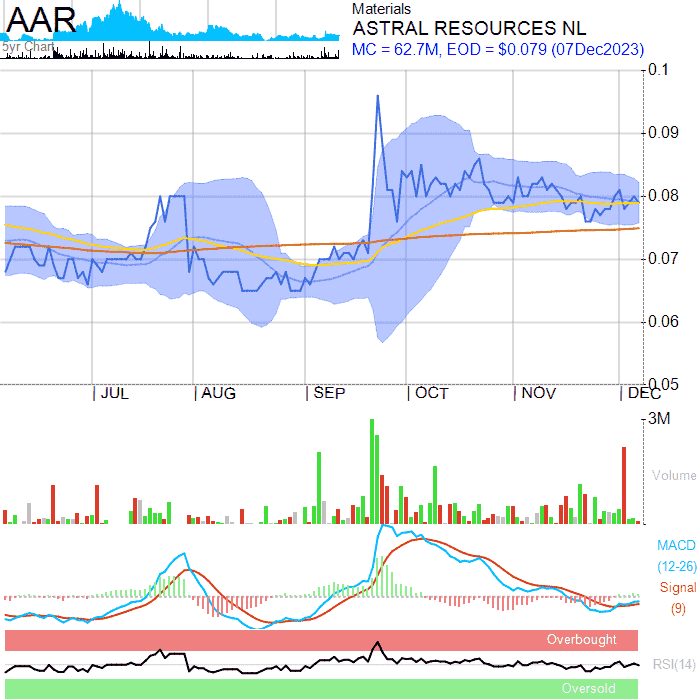 AAR
5yr Chart
Materials
ASTRAL RESOURCES NL
MC = 62.7M, EOD = $0.079 (07Dec2023)
0.1
0.09
0.08
0.07
0.06
0.05
JUL AUG SEP OCT NOV DEC
3M
Volume
MACD
(12-26)
Signal
(9)
Overbought
RSI(14)
Oversold